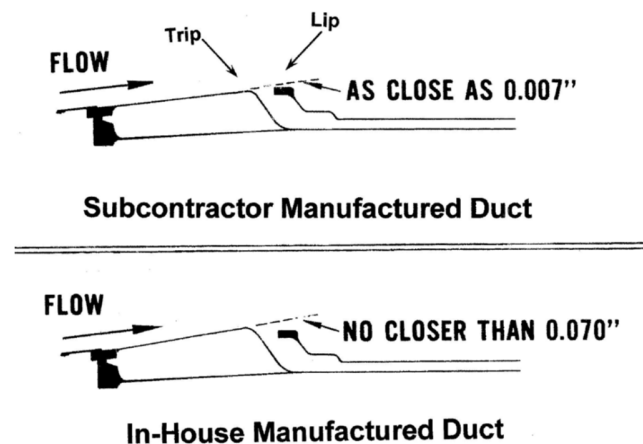 Trip
Lip
FLOW
AS CLOSE AS 0.007”
Subcontractor Manufactured Duct
FLOW
NO CLOSER THAN 0.070”
In-House Manufactured Duct